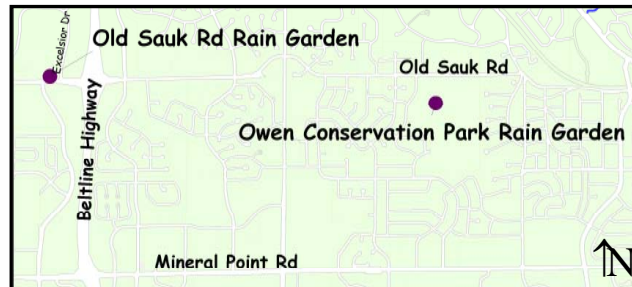 Excelsior Dr
Old Sauk Rd Rain Garden
Old Sauk Rd
Owen Conservation Park Rain Garden
Beltline Highway
Mineral Point Rd
N